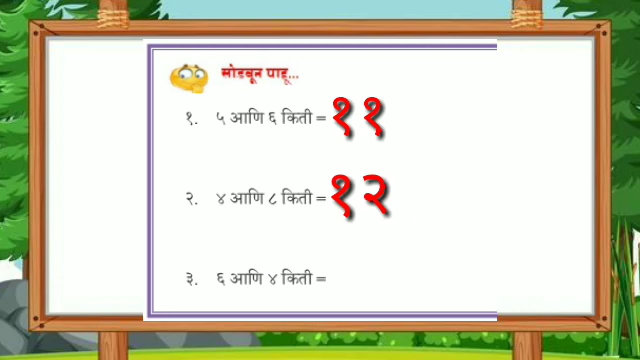 सोडवून पाहू...
१. ५ आणि ६ किती = ११
२. ४ आणि ८ किती = १२
३. ६ आणि ४ किती =